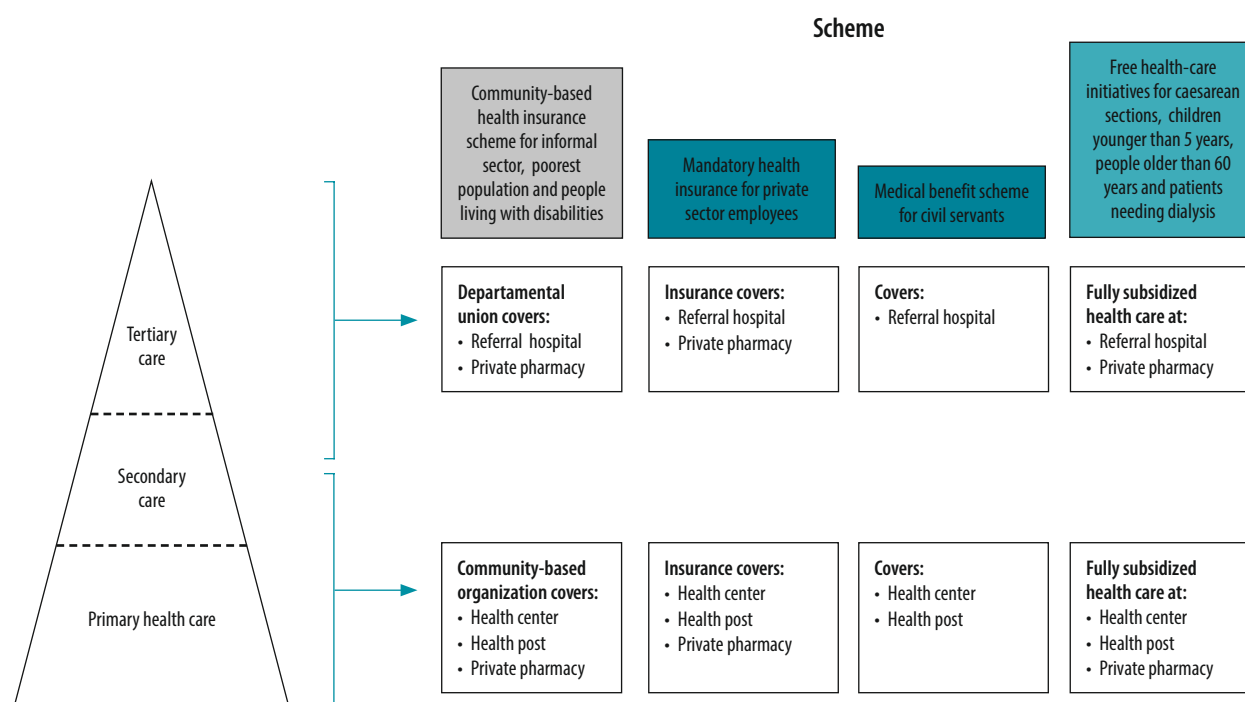 Scheme
Community-based
health insurance
scheme for informal
sector, poorest
population and people
living with disabilities
Mandatory health
insurance for private
sector employees
Medical benefit scheme
for civil servants
Free health-care
initiatives for caesarean
sections, children
younger than 5 years,
people older than 60
years and patients
needing dialysis
Tertiary
care
Departamental
union covers:
• Referral hospital
• Private pharmacy
Insurance covers:
• Referral hospital
• Private pharmacy
Covers:
• Referral hospital
Fully subsidized
health care at:
• Referral hospital
• Private pharmacy
Secondary
care
Primary health care
Community-based
organization covers:
• Health center
• Health post
• Private pharmacy
Insurance covers:
• Health center
• Health post
• Private pharmacy
Covers:
• Health center
• Health post
Fully subsidized
health care at:
• Health center
• Health post
• Private pharmacy